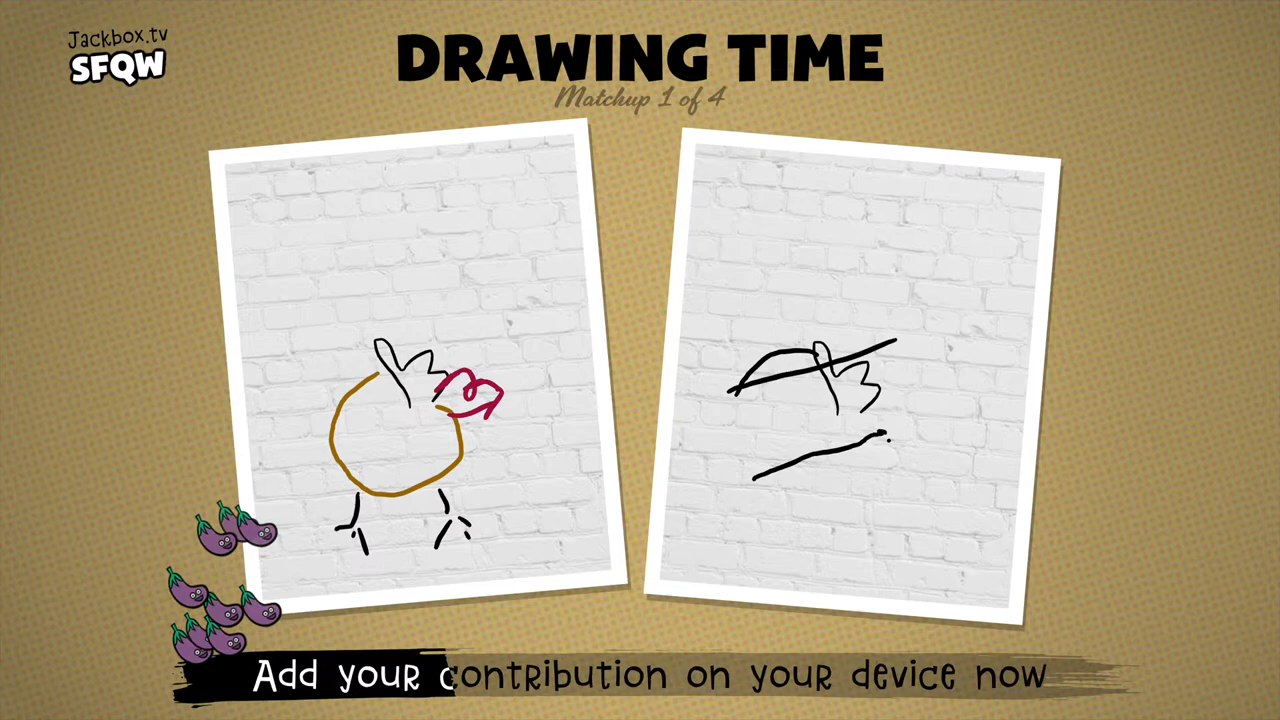 Jackbox.tv
SFQW
DRAWING TIME
Matchup 1 of 4
Add your contribution on your device now